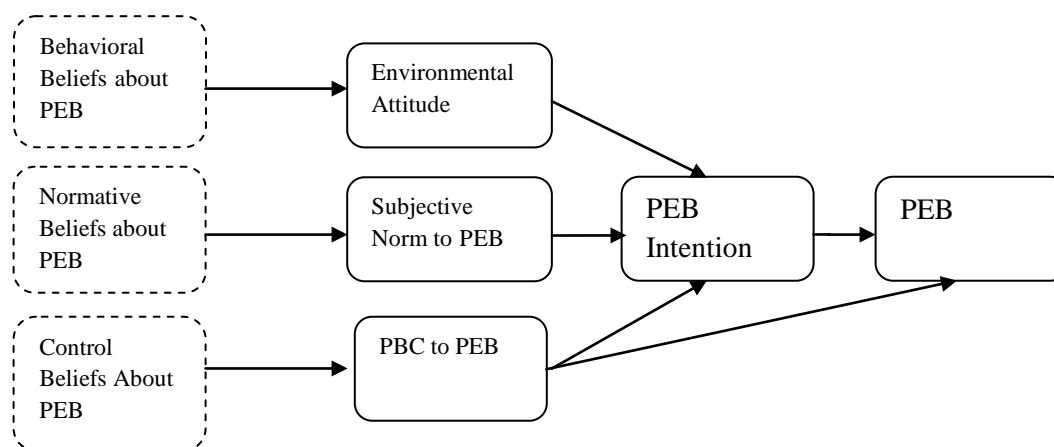 Behavioral
Beliefs about
PEB
Environmental
Attitude
Normative
Beliefs about
PEB
Subjective
Norm to PEB
PEB
Intention
PEB
Control
Beliefs About
PEB
PBC to PEB